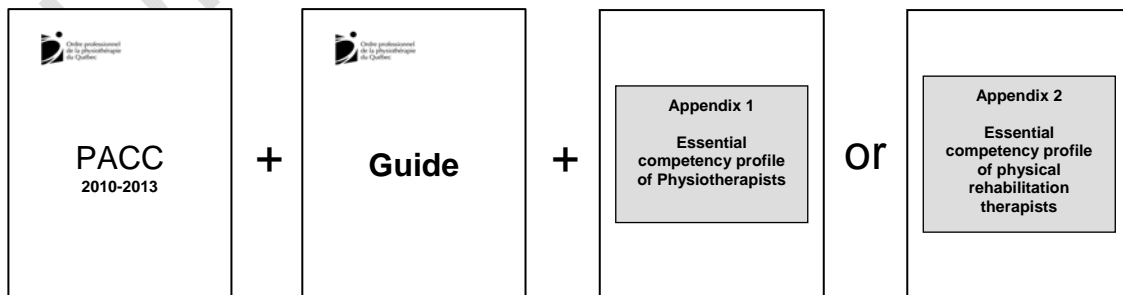 Ordre professionnel
de la physiothérapie
du Québec
PACC
2010-2013
+
Ordre professionnel
de la physiothérapie
du Québec
Guide
+
Appendix 1
Essential
competency profile
of Physiotherapists
or
Appendix 2
Essential
competency profile
of physical
rehabilitation
therapists